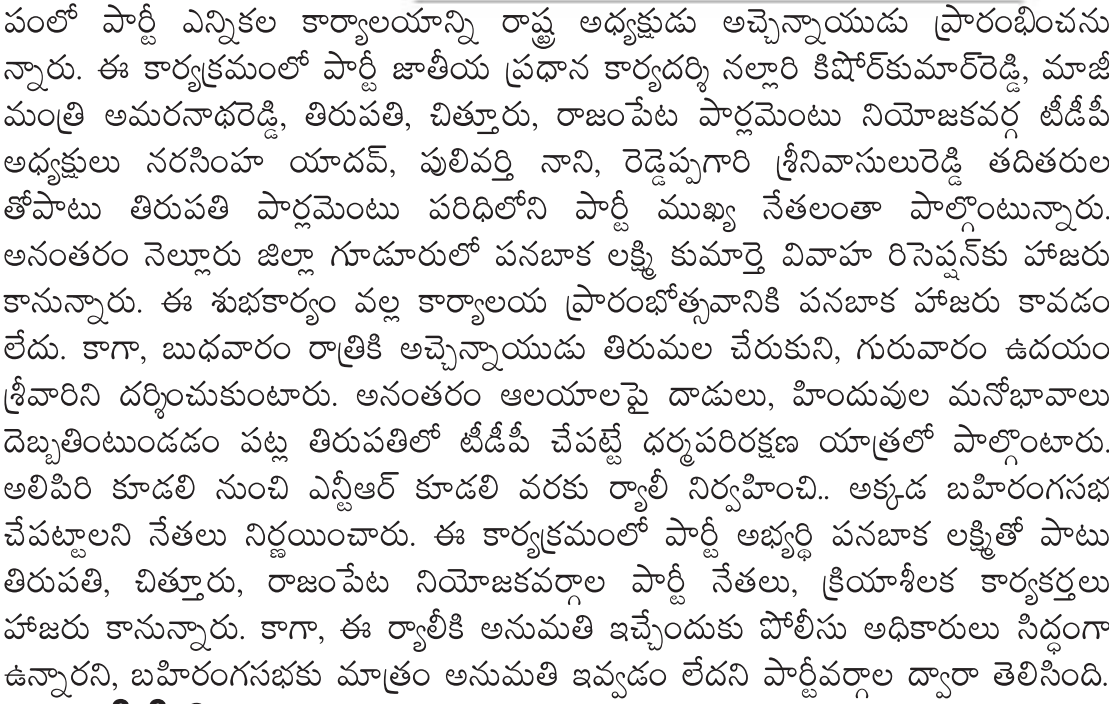 పంలో పార్టీ ఎన్నికల కార్యాలయాన్ని రాష్ట్ర అధ్యక్షుడు అచ్చెన్నాయుడు ప్రారంభించను
న్నారు. ఈ కార్యక్రమంలో పార్టీ జాతీయ ప్రధాన కార్యదర్శి నల్లారి కిషోర్‌కుమార్‌రెడ్డి, మాజీ
మంత్రి అమరనాథరెడ్డి, తిరుపతి, చిత్తూరు, రాజంపేట పార్లమెంటు నియోజకవర్గ టీడీపీ
అధ్యక్షులు నరసింహ యాదవ్, పులివర్తి నాని, రెడ్డెప్పగారి శ్రీనివాసులురెడ్డి తదితరుల
తోపాటు తిరుపతి పార్లమెంటు పరిధిలోని పార్టీ ముఖ్య నేతలంతా పాల్గొంటున్నారు.
అనంతరం నెల్లూరు జిల్లా గూడూరులో పనబాక లక్ష్మి కుమార్తె వివాహ రిసెప్షన్‌కు హాజరు
కానున్నారు. ఈ శుభకార్యం వల్ల కార్యాలయ ప్రారంభోత్సవానికి పనబాక హాజరు కావడం
లేదు. కాగా, బుధవారం రాత్రికి అచ్చెన్నాయుడు తిరుమల చేరుకుని, గురువారం ఉదయం
శ్రీవారిని దర్శించుకుంటారు. అనంతరం ఆలయాలపై దాడులు, హిందువుల మనోభావాలు
దెబ్బతింటుండడం పట్ల తిరుపతిలో టీడీపీ చేపట్టే ధర్మపరిరక్షణ యాత్రలో పాల్గొంటారు.
అలిపిరి కూడలి నుంచి ఎన్టీఆర్ కూడలి వరకు ర్యాలీ నిర్వహించి.. అక్కడ బహిరంగసభ
చేపట్టాలని నేతలు నిర్ణయించారు. ఈ కార్యక్రమంలో పార్టీ అభ్యర్థి పనబాక లక్ష్మితో పాటు
తిరుపతి, చిత్తూరు, రాజంపేట నియోజకవర్గాల పార్టీ నేతలు, క్రియాశీలక కార్యకర్తలు
హాజరు కానున్నారు. కాగా, ఈ ర్యాలీకి అనుమతి ఇచ్చేందుకు పోలీసు అధికారులు సిద్ధంగా
ఉన్నారని, బహిరంగసభకు మాత్రం అనుమతి ఇవ్వడం లేదని పార్టీవర్గాల ద్వారా తెలిసింది.